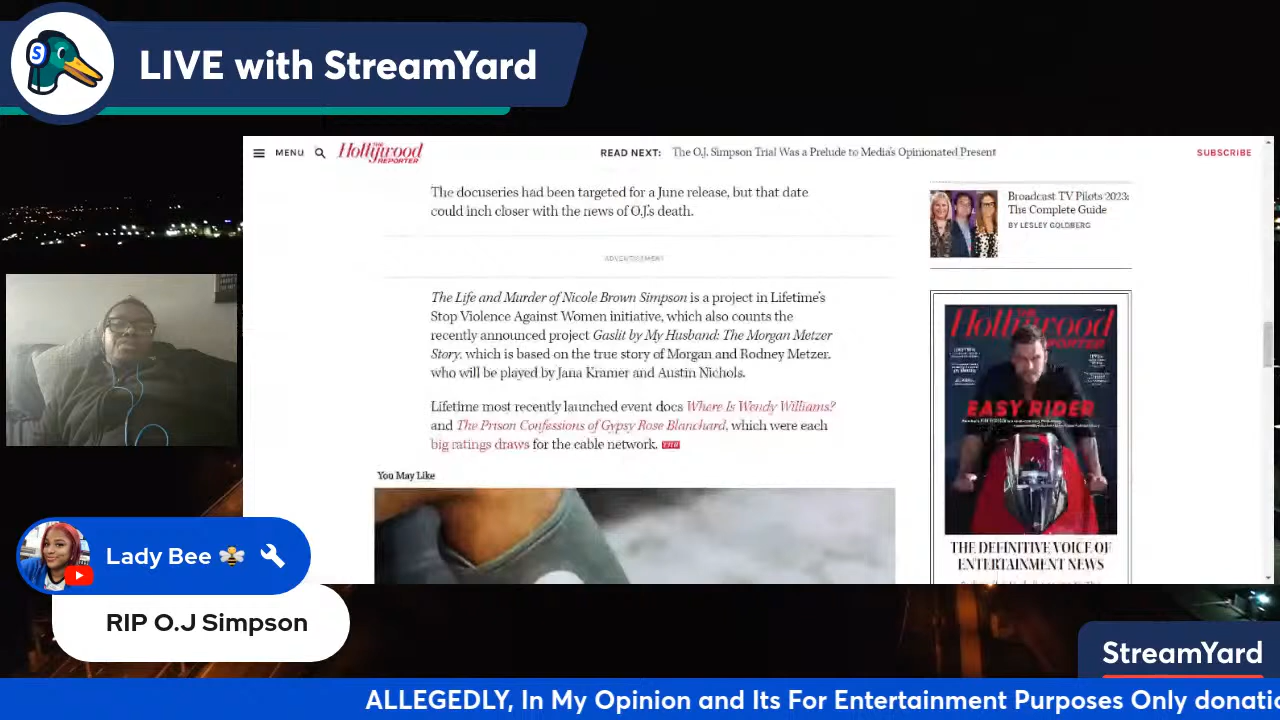 LIVE with StreamYard
MENU
THE
Hollywood
REPORTER
READ NEXT: The O.J. Simpson Trial Was a Prelude to Media's Opinionated Present
SUBSCRIBE
The docuseries had been targeted for a June release, but that date
could inch closer with the news of O.J.'s death.
ADVERTISEMENT
The Life and Murder of Nicole Brown Simpson is a project in Lifetime's
Stop Violence Against Women initiative, which also counts the
recently announced project Gaslit by My Husband: The Morgan Metzer
Story, which is based on the true story of Morgan and Rodney Metzer,
who will be played by Jana Kramer and Austin Nichols.
Lifetime most recently launched event docs Where Is Wendy Williams?
and The Prison Confessions of Gypsy Rose Blanchard, which were each
big ratings draws for the cable network. THR
You May Like
Broadcast TV Pilots 2023:
The Complete Guide
BY LESLEY GOLDBERG
THE
Hollywood
REPORTER
EASY RIDER
THE DEFINITIVE VOICE OF
ENTERTAINMENT NEWS
Lady Bee 🐝
RIP O.J Simpson
StreamYard
ALLEGEDLY, In My Opinion and Its For Entertainment Purposes Only donatio